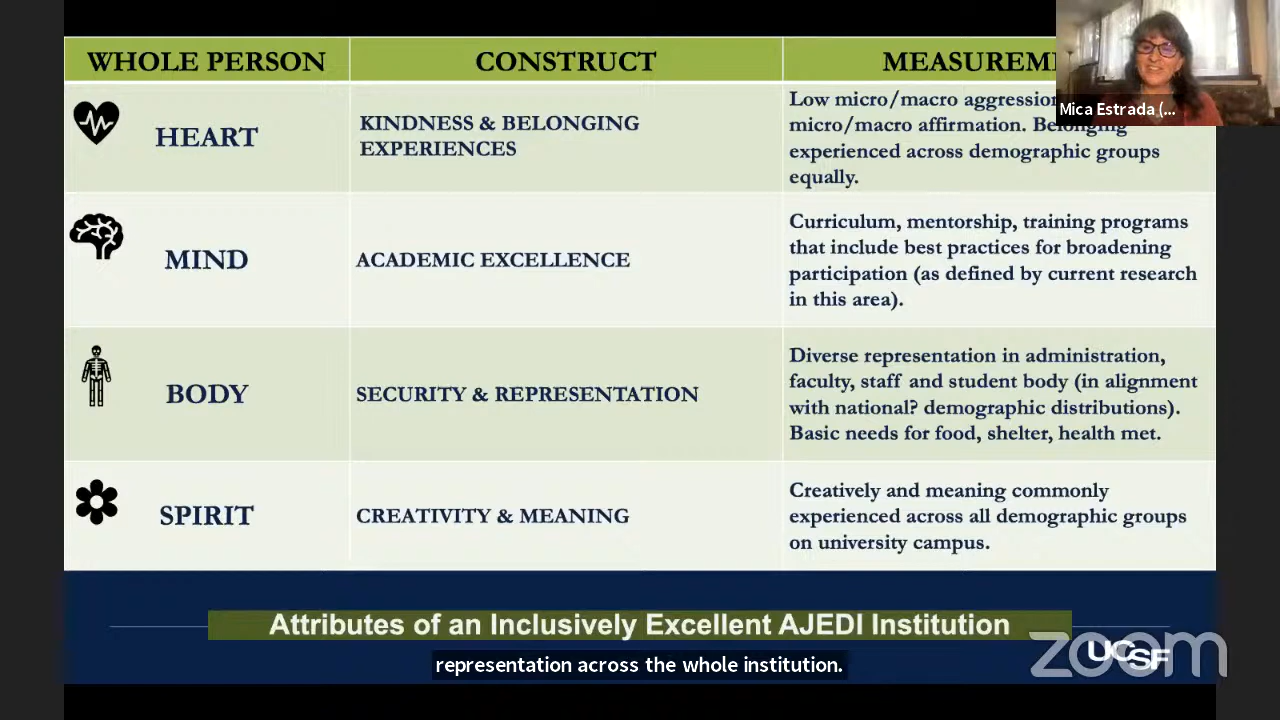 WHOLE PERSON
CONSTRUCT
MEASUREM
Mica Estrada (...
HEART
KINDNESS & BELONGING
EXPERIENCES
Low micro/macro
micro/macro affirmation. Belonging
experienced across demographic groups
equally.
MIND
ACADEMIC EXCELLENCE
Curriculum, mentorship, training programs
that include best practices for broadening
participation (as defined by current research
in this area).
BODY
SECURITY & REPRESENTATION
Diverse representation in administration,
faculty, staff and student body (in alignment
with national? demographic distributions).
Basic needs for food, shelter, health met.
SPIRIT
CREATIVITY & MEANING
Creatively and meaning commonly
experienced across all demographic groups
on university campus.
Attributes of an Inclusively Excellent AJEDI Institution
representation across the whole institution.
UCSF
zoom